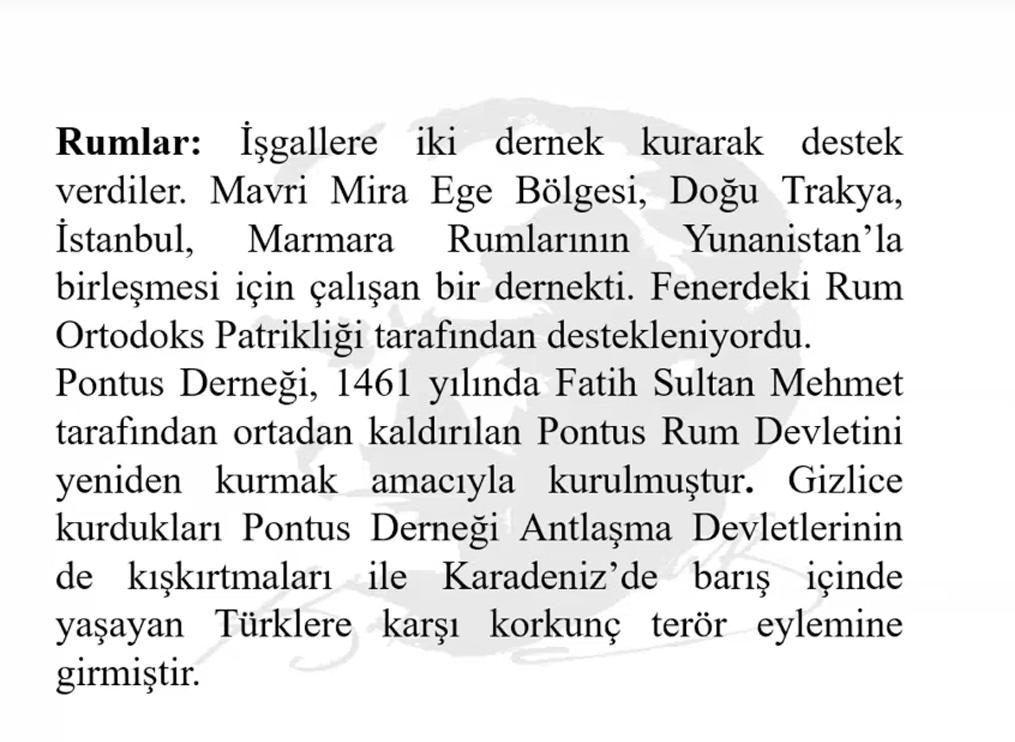 Rumlar: İşgallere iki dernek kurarak destek
verdiler. Mavri Mira Ege Bölgesi, Doğu Trakya,
İstanbul, Marmara Rumlarının Yunanistan’la
birleşmesi için çalışan bir dernekti. Fenerdeki Rum
Ortodoks Patrikliği tarafından destekleniyordu.
Pontus Derneği, 1461 yılında Fatih Sultan Mehmet
tarafından ortadan kaldırılan Pontus Rum Devletini
yeniden kurmak amacıyla kurulmuştur. Gizlice
kurdukları Pontus Derneği Antlaşma Devletlerinin
de kışkırtmaları ile Karadeniz’de barış içinde
yaşayan Türklere karşı korkunç terör eylemine
girmiştir.